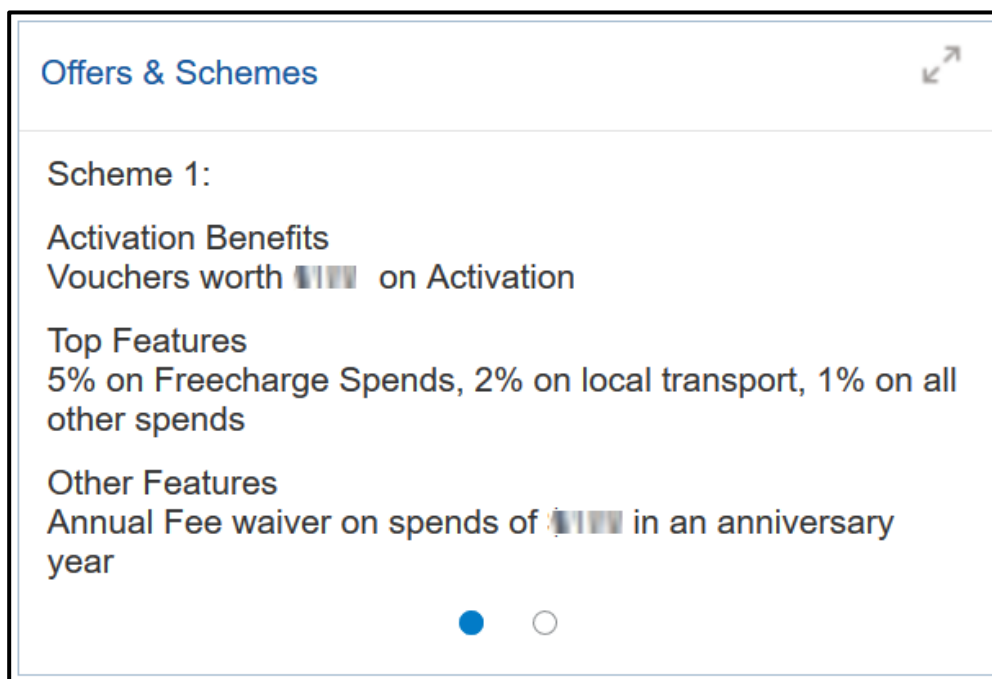 Offers & Schemes
Scheme 1:
Activation Benefits
Vouchers worth on Activation
Top Features
5% on Freecharge Spends, 2% on local transport, 1% on all
other spends
Other Features
Annual Fee waiver on spends of in an anniversary
year